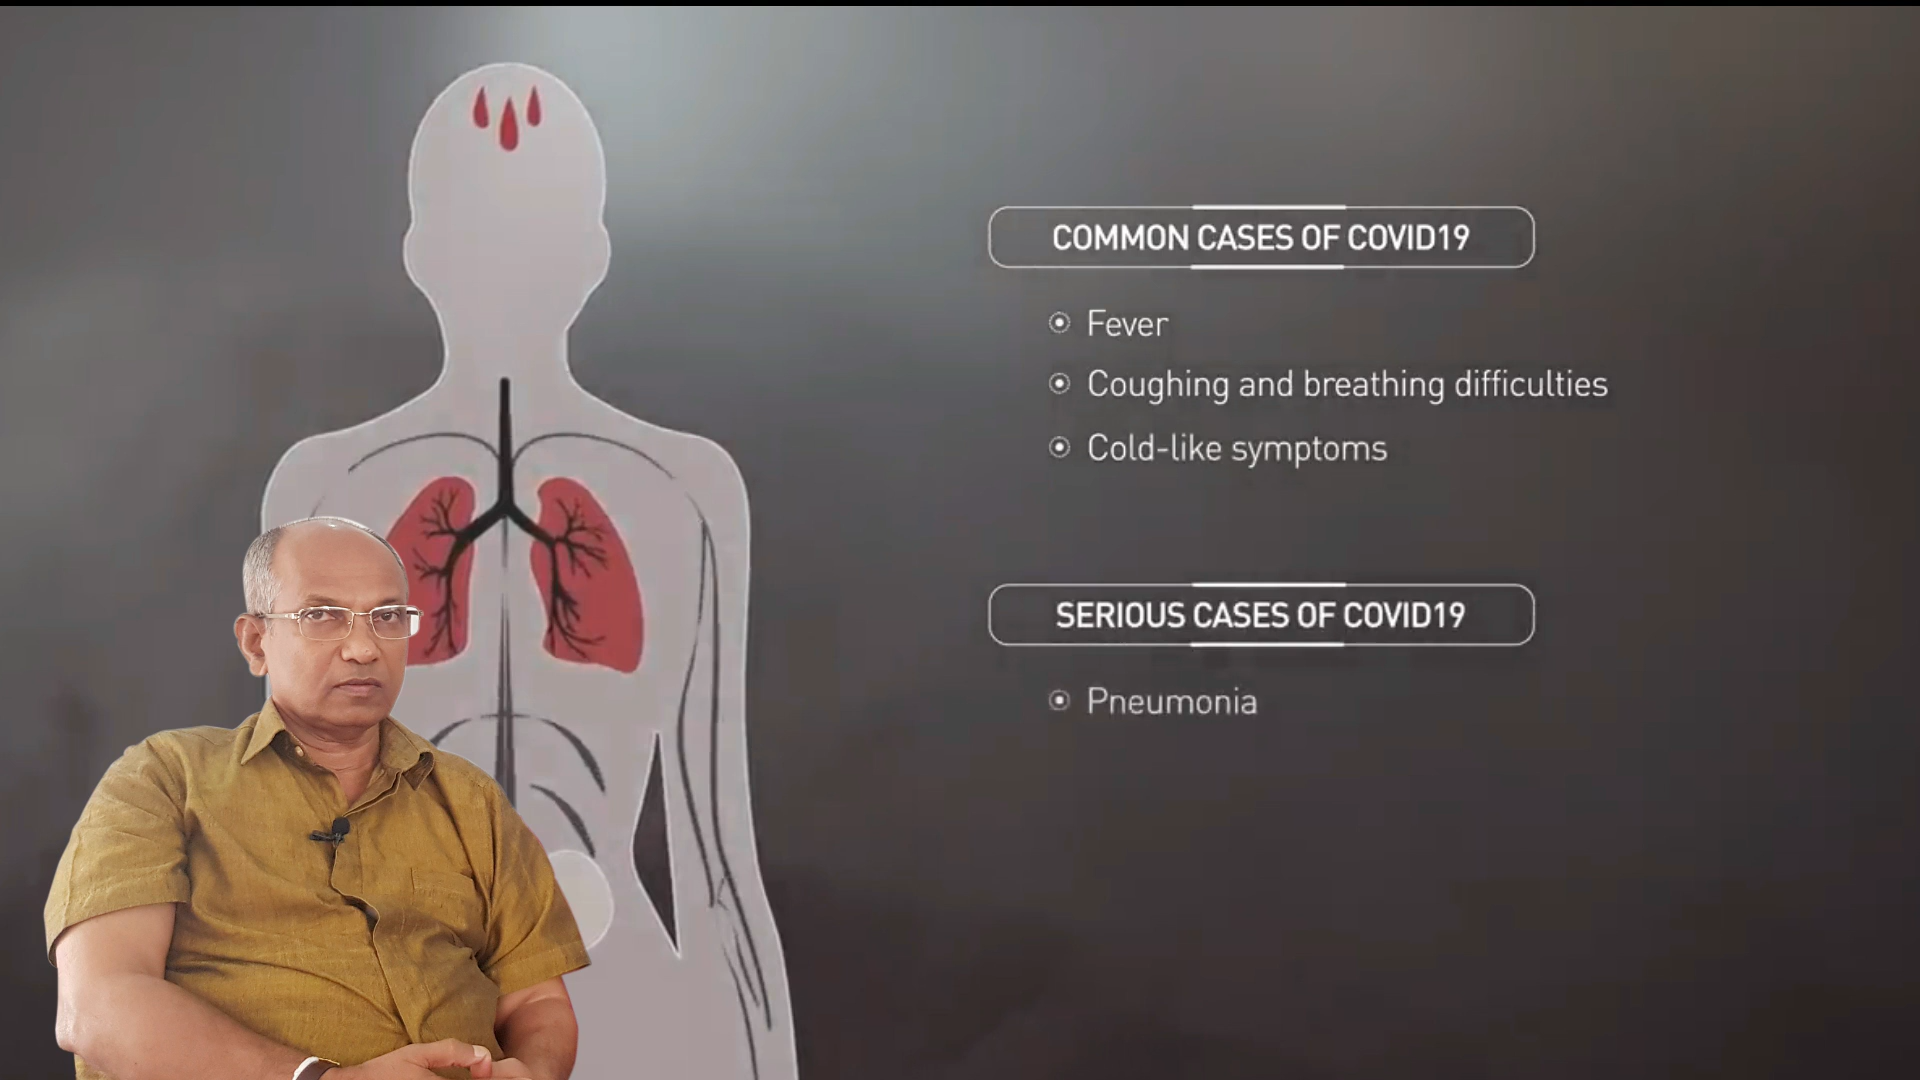 COMMON CASES OF COVID19
Fever
Coughing and breathing difficulties
Cold-like symptoms
SERIOUS CASES OF COVID19
Pneumonia